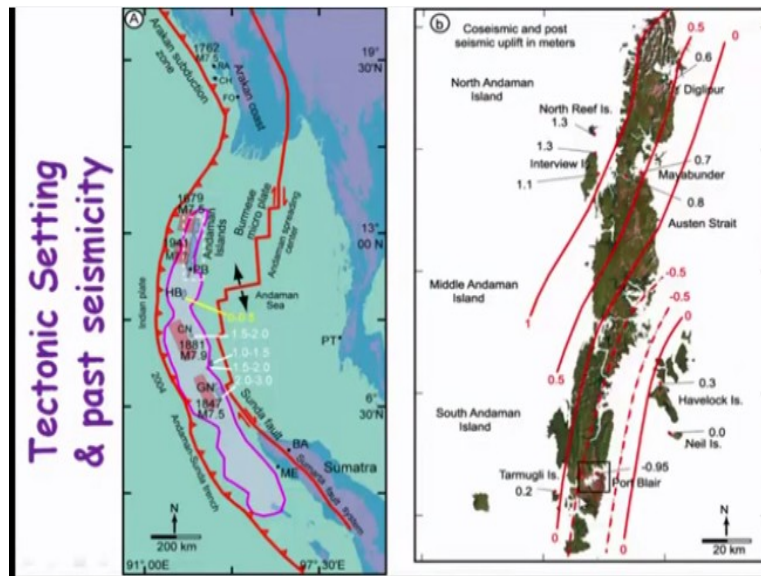 Tectonic Setting
& past seismicity
A
Arakan subduction
zone
1762
M7.5
RA
CH
FO
Arakan coast
19°
30'N
1679
M7.5
Andaman
Islands
Burmese
micro plate
Andaman spreading
center
13°
00 N
1941
M7.7
PB
HB
Indian plate
Andaman
Sea
CN
1881
M7.9
1.5-2.0
1.0-1.5
1.5-2.0
2.0-3.0
PT
GN
1847
M7.5
2004
Andaman-Sunda trench
Sunda fault
6°
30'N
BA
ME
Sumatra
fault system
N
200 km
91°00 E
97°30 E
b
Coseismic and post
seismic uplift in meters
0.5
0
0.6
Diglipur
North Andaman
Island
North Reef Is.
1.3
1.3
Interview I.
1.1
0.7
Mayabunder
0.8
Austen Strait
Middle Andaman
Island
-0.5
-0.5
0
1
0.5
0.3
Havelock Is.
South Andaman
Island
0.0
Neil Is.
-0.95
Port Blair
Tarmugli Is.
0.2
0
0
N
20 km